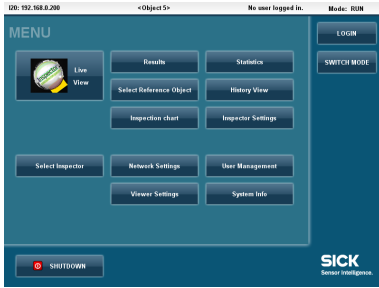 I20: 192.168.0.200 <Object 5> No user logged in. Mode: RUN
MENU
LOGIN
SWITCH MODE
Inspector
Live
View
Results
Statistics
Select Reference Object
History View
Inspection chart
Inspector Settings
Select Inspector
Network Settings
User Management
Viewer Settings
System Info
SHUTDOWN
SICK
Sensor Intelligence.